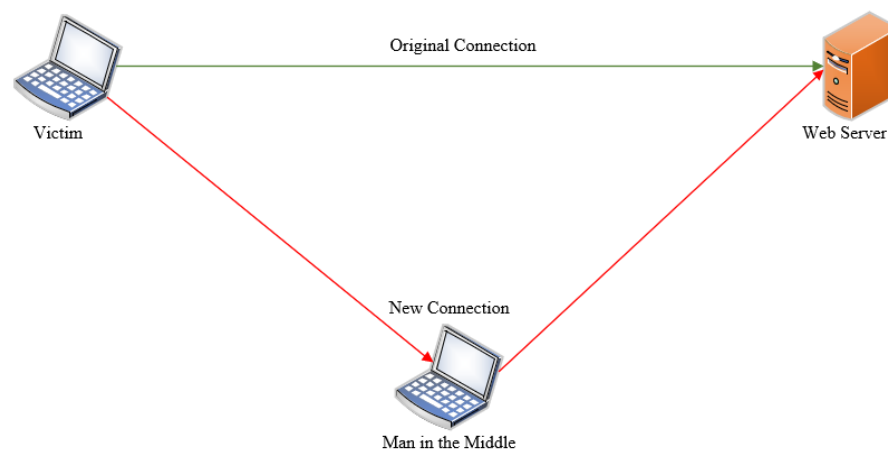 Original Connection
Victim
Web Server
New Connection
Man in the Middle